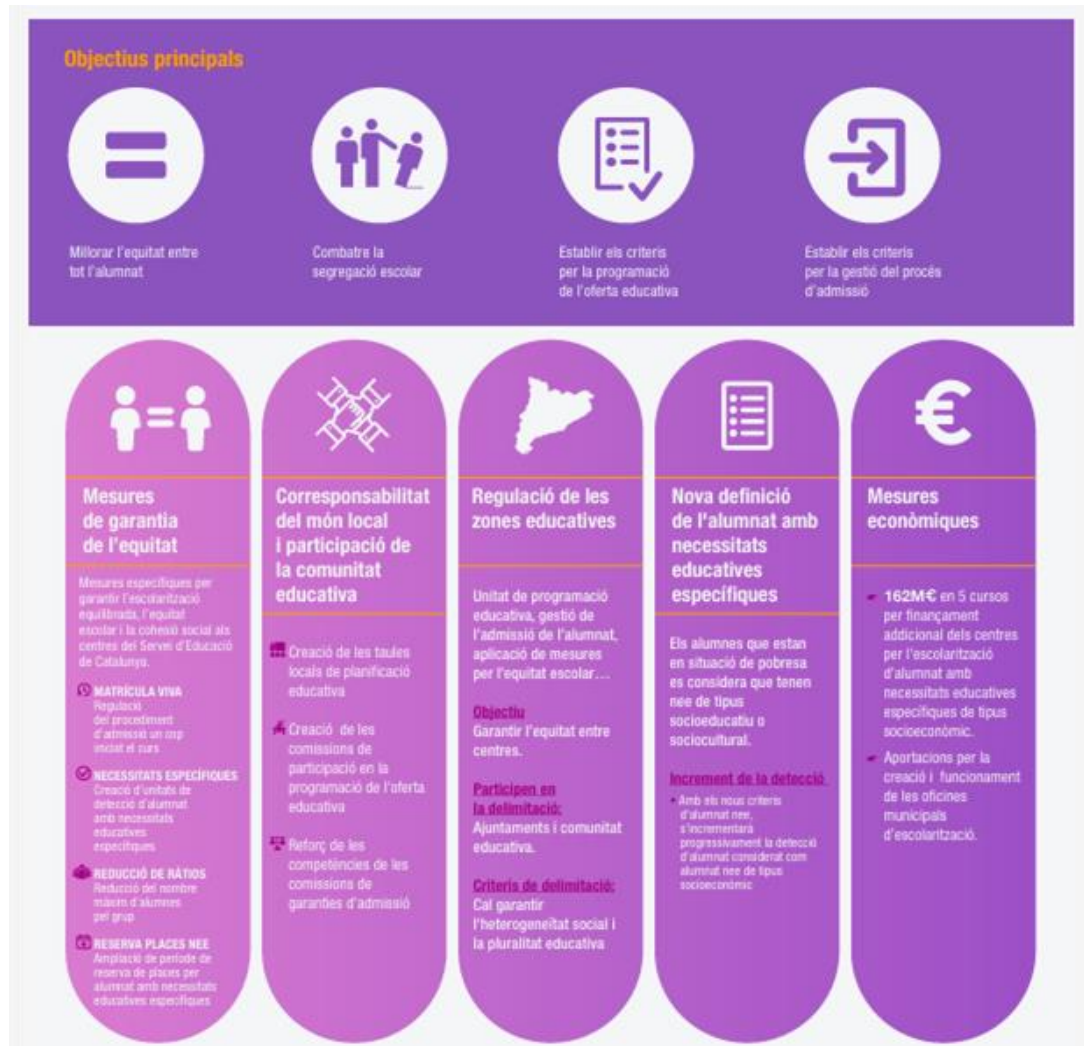 Objectius principals
Millorar l'equitat entre
tot l'alumnat
Combatre la
segregació escolar
Establir els criteris
per la programació
de l'oferta educativa
Establir els criteris
per la gestió del procés
d'admissió
Mesures
de garantia
de l'equitat
Mesures específiques per
garantir l'escolarització
equilibrada, l'equitat
escolar i la cohesió social als
centres del Servei d'Educació
de Catalunya.
MATRÍCULA VIVA
Regulació
del procediment
d'admissió un cop
iniciat el curs
NECESSITATS ESPECÍFIQUES
Creació d'unitats de
detecció d'alumnat
amb necessitats
educatives
específiques
REDUCCIÓ DE RÀTIOS
Reducció del nombre
màxim d'alumnes
pel grup
RESERVA PLACES NEE
Ampliació de període de
reserva de places per
alumnat amb necessitats
educatives específiques
Corresponsabilitat
del món local
i participació de
la comunitat
educativa
Creació de les taules
locals de planificació
educativa
Creació de les
comissions de
participació en la
programació de l'oferta
educativa
Reforç de les
competències de les
comissions de
garanties d'admissió
Regulació de les
zones educatives
Unitat de programació
educativa, gestió de
l'admissió de l'alumnat,
aplicació de mesures
per l'equitat escolar…
Objectiu
Garantir l'equitat entre
centres.
Participen en
la delimitació:
Ajuntaments i comunitat
educativa.
Criteris de delimitació:
Cal garantir
l'heterogeneïtat social i
la pluralitat educativa
Nova definició
de l'alumnat amb
necessitats
educatives
específiques
Els alumnes que estan
en situació de pobresa
es considera que tenen
nee de tipus
socioeducatiu o
sociocultural.
Increment de la detecció
• Amb els nous criteris
d'alumnat nee,
s'incrementarà
progressivament la detecció
d'alumnat considerat com
alumnat nee de tipus
socioeconòmic
Mesures
econòmiques
162M€ en 5 cursos
per finançament
addicional dels centres
per l'escolarització
d'alumnat amb
necessitats educatives
específiques de tipus
socioeconòmic.
Aportacions per la
creació i funcionament
de les oficines
municipals
d'escolarització.